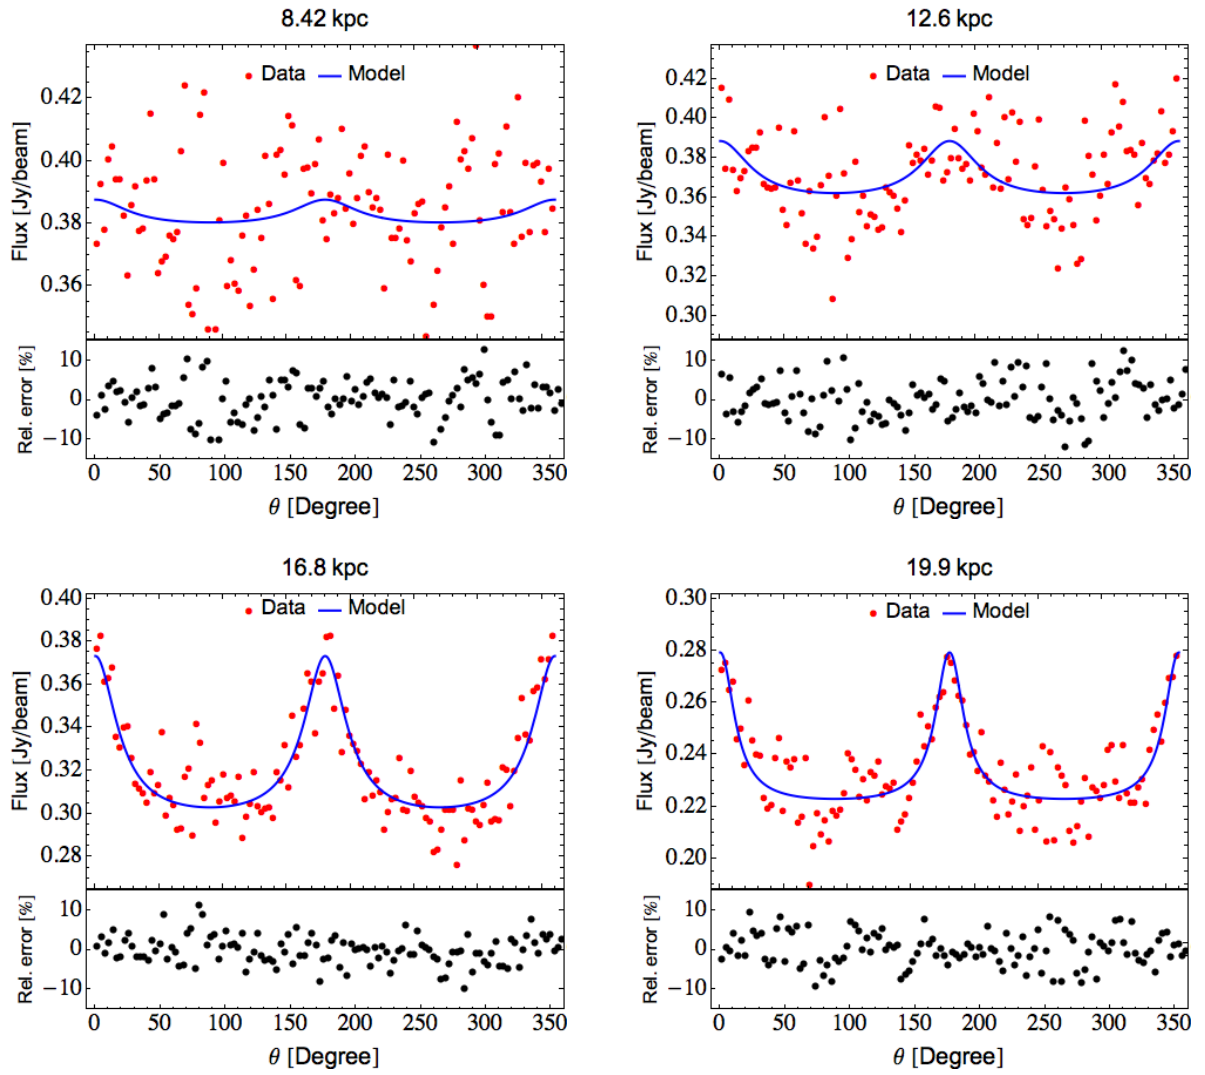 8.42 kpc
Data Model
Flux [Jy/beam]
0.42
0.40
0.38
0.36
Rel. error [%]
10
0
−10
0 50 100 150 200 250 300 350
θ [Degree]
12.6 kpc
Data Model
Flux [Jy/beam]
0.42
0.40
0.38
0.36
0.34
0.32
0.30
Rel. error [%]
10
0
−10
0 50 100 150 200 250 300 350
θ [Degree]
16.8 kpc
Data Model
Flux [Jy/beam]
0.40
0.38
0.36
0.34
0.32
0.30
0.28
Rel. error [%]
10
0
−10
0 50 100 150 200 250 300 350
θ [Degree]
19.9 kpc
Data Model
Flux [Jy/beam]
0.30
0.28
0.26
0.24
0.22
0.20
Rel. error [%]
10
0
−10
0 50 100 150 200 250 300 350
θ [Degree]